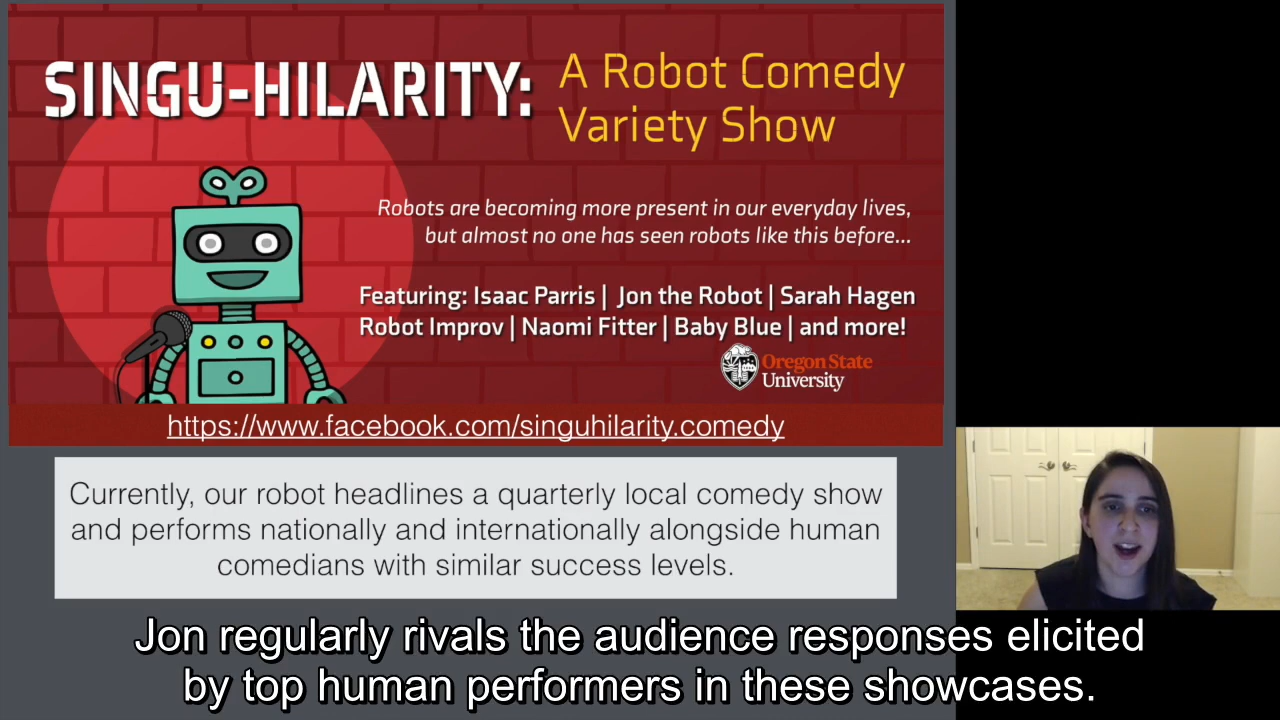 SINGU-HILARITY:
A Robot Comedy
Variety Show
Robots are becoming more present in our everyday lives,
but almost no one has seen robots like this before...
Featuring: Isaac Parris | Jon the Robot | Sarah Hagen
Robot Improv | Naomi Fitter | Baby Blue | and more!
Oregon State
University
https://www.facebook.com/singuhilarity.comedy
Currently, our robot headlines a quarterly local comedy show
and performs nationally and internationally alongside human
comedians with similar success levels.
Jon regularly rivals the audience responses elicited
by top human performers in these showcases.